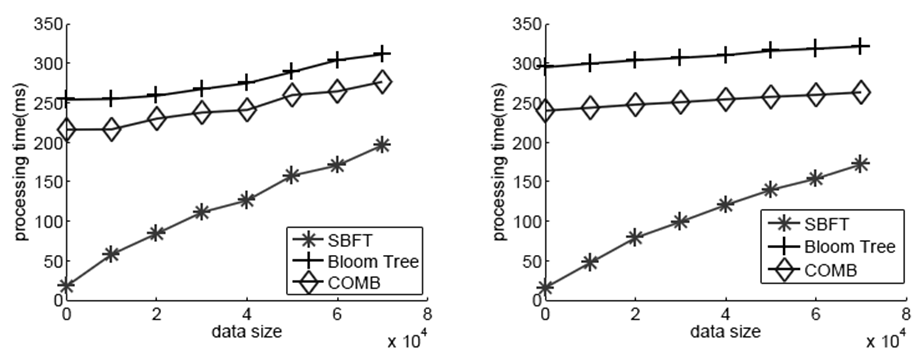 350
300
250
200
150
100
50
0
processing time(ms)
SBFT
Bloom Tree
COMB
0 2 4 6 8
data size
x 10^4
350
300
250
200
150
100
50
0
processing time(ms)
SBFT
Bloom Tree
COMB
0 2 4 6 8
data size
x 10^4